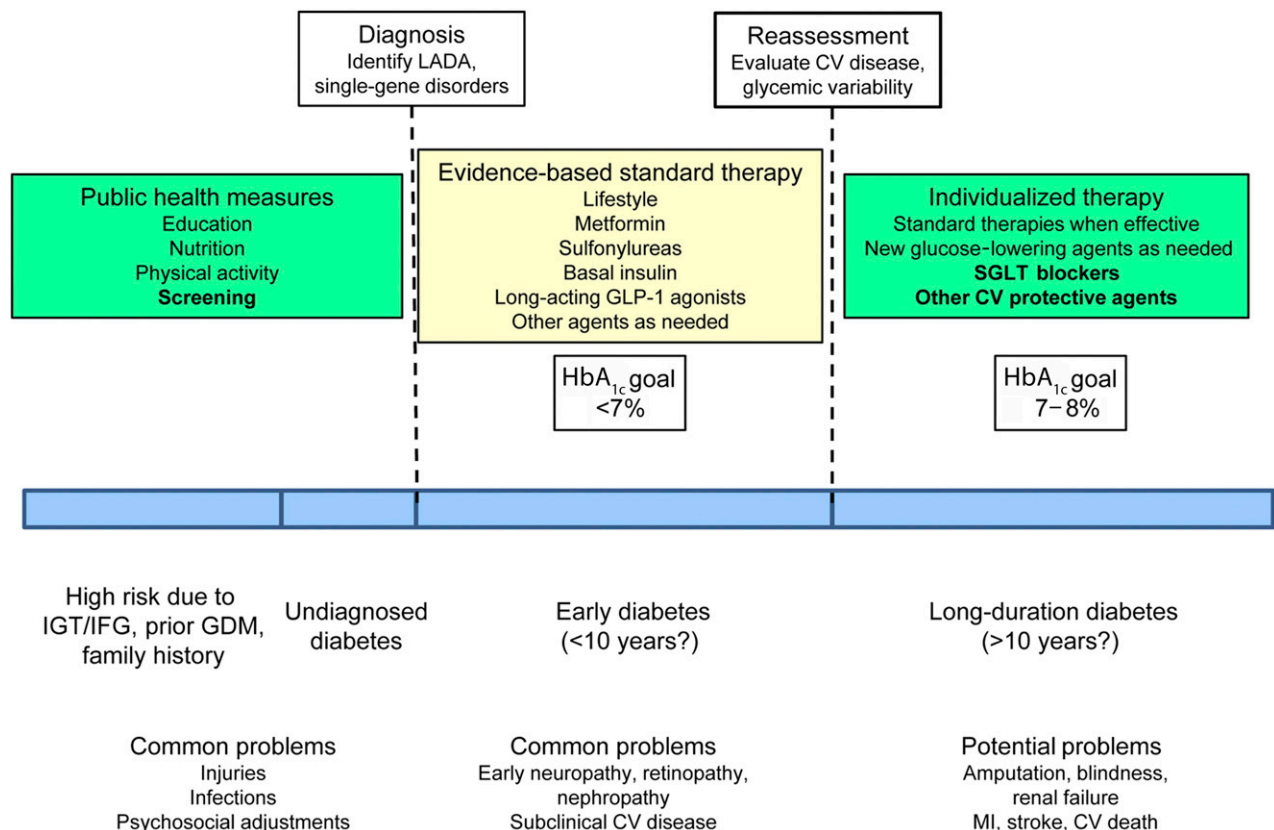 Diagnosis
Identify LADA,
single-gene disorders
Reassessment
Evaluate CV disease,
glycemic variability
Public health measures
Education
Nutrition
Physical activity
Screening
Evidence-based standard therapy
Lifestyle
Metformin
Sulfonylureas
Basal insulin
Long-acting GLP-1 agonists
Other agents as needed
Individualized therapy
Standard therapies when effective
New glucose-lowering agents as needed
SGLT blockers
Other CV protective agents
HbA1c goal
<7%
HbA1c goal
7–8%
High risk due to
IGT/IFG, prior GDM,
family history
Undiagnosed
diabetes
Early diabetes
(<10 years?)
Long-duration diabetes
(>10 years?)
Common problems
Injuries
Infections
Psychosocial adjustments
Common problems
Early neuropathy, retinopathy,
nephropathy
Subclinical CV disease
Potential problems
Amputation, blindness,
renal failure
MI, stroke, CV death